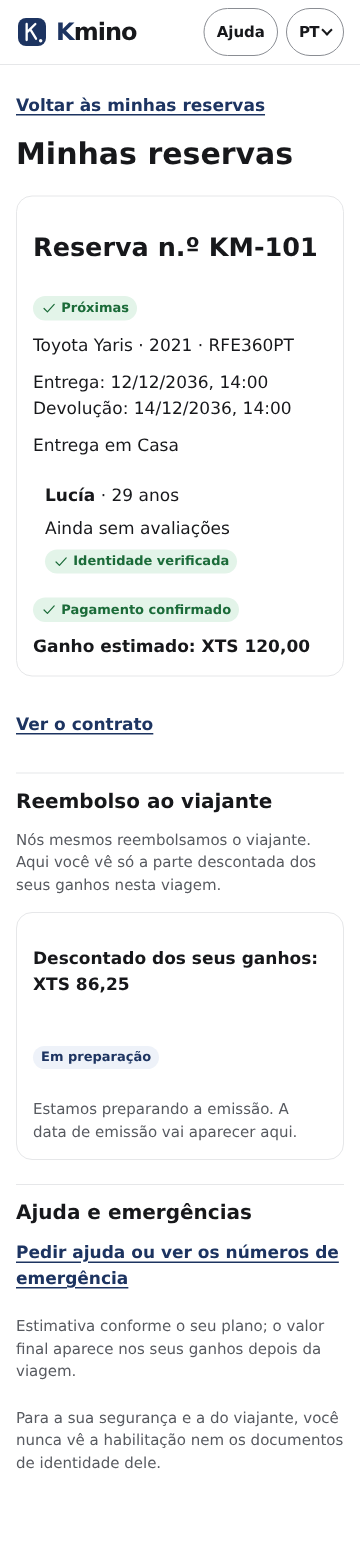 Kmino
Ajuda
PT
Voltar às minhas reservas
Minhas reservas
Reserva n.º KM-101
Próximas
Toyota Yaris · 2021 · RFE360PT
Entrega: 12/12/2036, 14:00
Devolução: 14/12/2036, 14:00
Entrega em Casa
Lucía · 29 anos
Ainda sem avaliações
Identidade verificada
Pagamento confirmado
Ganho estimado: XTS 120,00
Ver o contrato
Reembolso ao viajante
Nós mesmos reembolsamos o viajante.
Aqui você vê só a parte descontada dos
seus ganhos nesta viagem.
Descontado dos seus ganhos:
XTS 86,25
Em preparação
Estamos preparando a emissão. A
data de emissão vai aparecer aqui.
Ajuda e emergências
Pedir ajuda ou ver os números de
emergência
Estimativa conforme o seu plano; o valor
final aparece nos seus ganhos depois da
viagem.
Para a sua segurança e a do viajante, você
nunca vê a habilitação nem os documentos
de identidade dele.